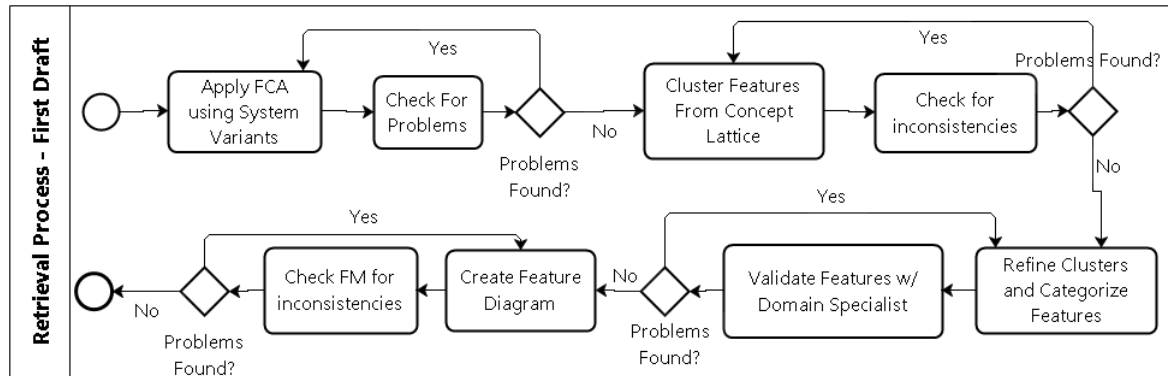 Retrieval Process - First Draft
Yes
Apply FCA
using System
Variants
Check For
Problems
Problems
Found?
No
Yes
Cluster Features
From Concept
Lattice
Check for
inconsistencies
Problems Found?
No
Yes
Refine Clusters
and Categorize
Features
Validate Features w/
Domain Specialist
Problems
Found?
No
Yes
Create Feature
Diagram
Check FM for
inconsistencies
Problems
Found?
No